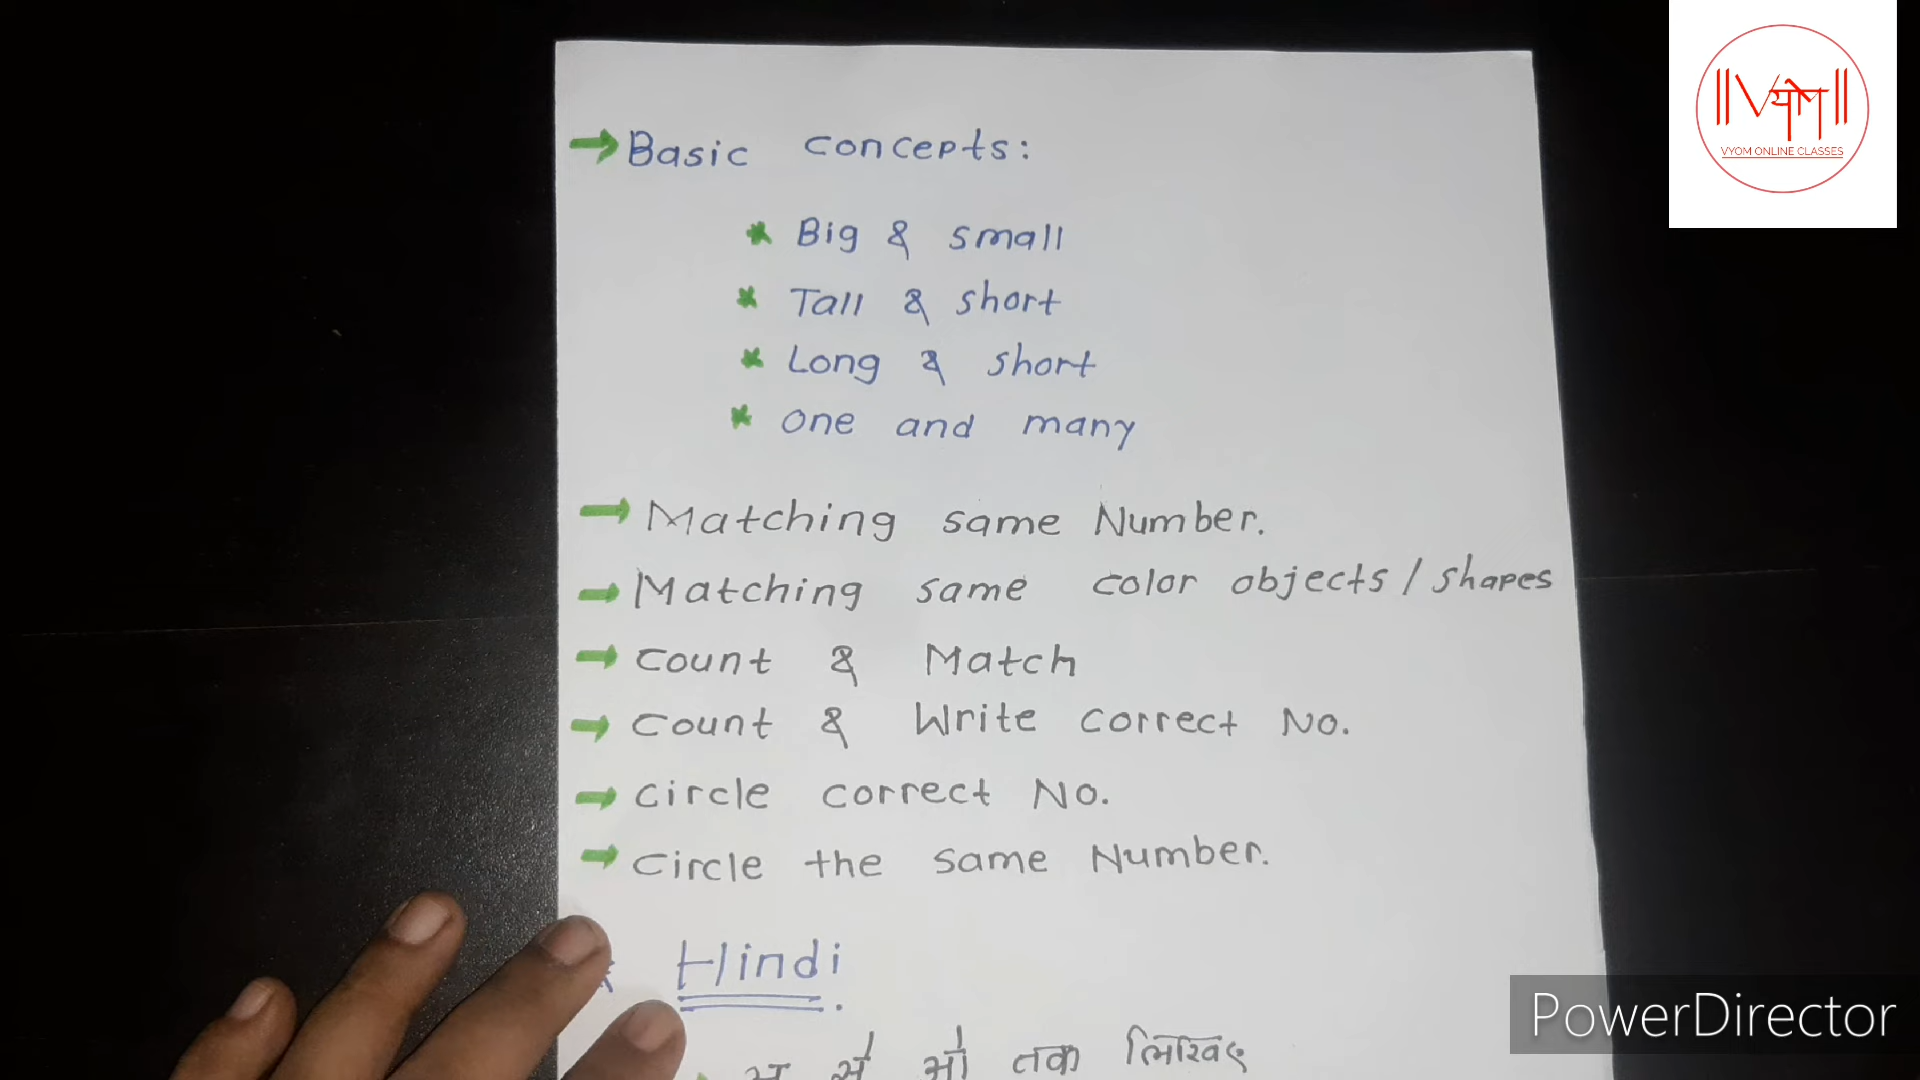 → Basic concepts:
* Big & small
* Tall & short
* Long & short
* one and many
→ Matching same Number.
→ Matching same color objects / shapes
→ count & Match
→ count & Write correct No.
→ circle correct No.
→ circle the same Number.
Hindi.
अ से ओ तक लिखिए
||Vयोम||
VYOM ONLINE CLASSES
PowerDirector